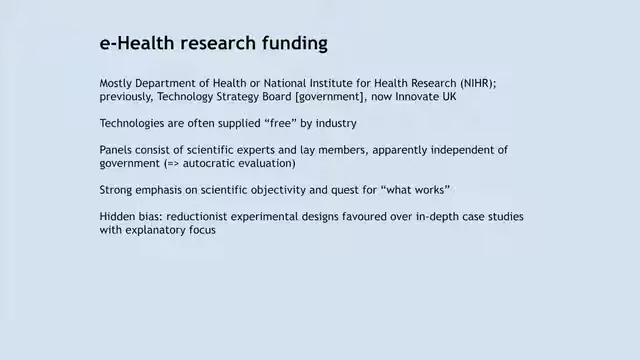 e-Health research funding
Mostly Department of Health or National Institute for Health Research (NIHR);
previously, Technology Strategy Board [government], now Innovate UK
Technologies are often supplied “free” by industry
Panels consist of scientific experts and lay members, apparently independent of
government (=> autocratic evaluation)
Strong emphasis on scientific objectivity and quest for “what works”
Hidden bias: reductionist experimental designs favoured over in-depth case studies
with explanatory focus